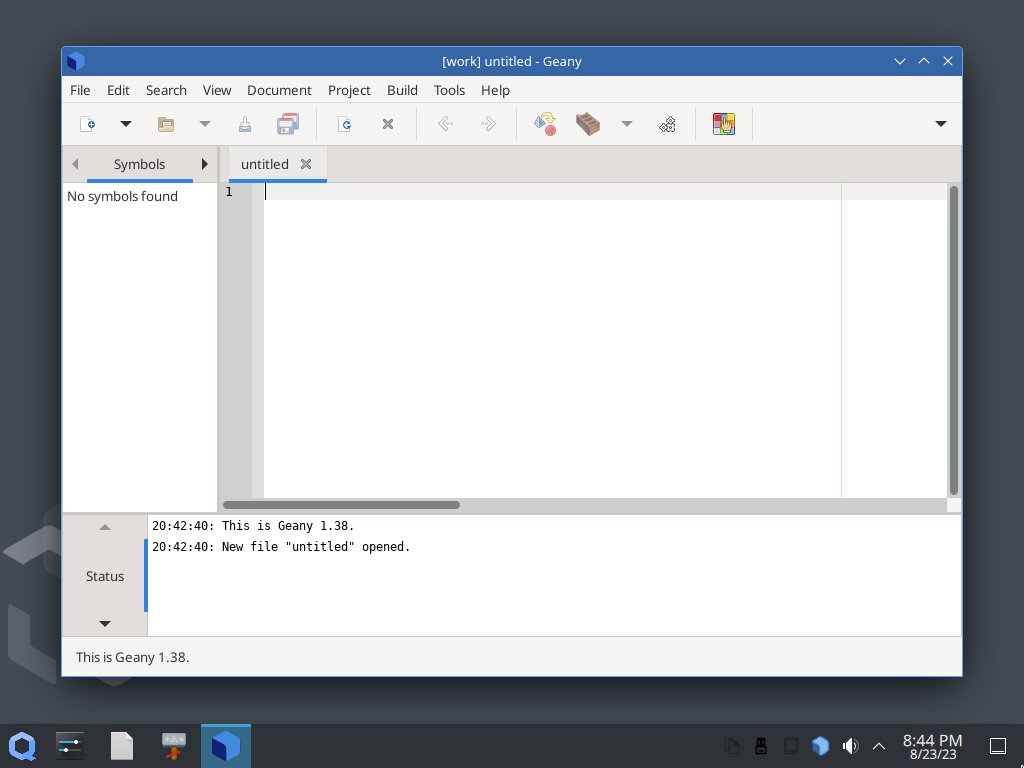 [work] untitled - Geany
File Edit Search View Document Project Build Tools Help
Symbols
untitled
No symbols found
1
20:42:40: This is Geany 1.38.
20:42:40: New file "untitled" opened.
Status
This is Geany 1.38.
8:44 PM
8/23/23